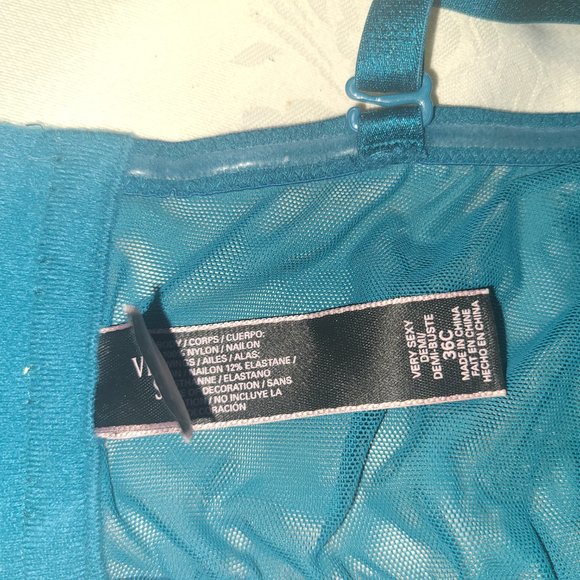 Y / CORPS / CUERPO:
NYLON / NAILON
/ AILES / ALAS:
NAILON 12% ELASTANE /
ANNE / ELASTANO
DECORATION / SANS
/ NO INCLUYE LA
RACIÓN
VERY SEXY
DEMI BUSTE
36C
MADE IN CHINA
FAIT EN CHINE
HECHO EN CHINA